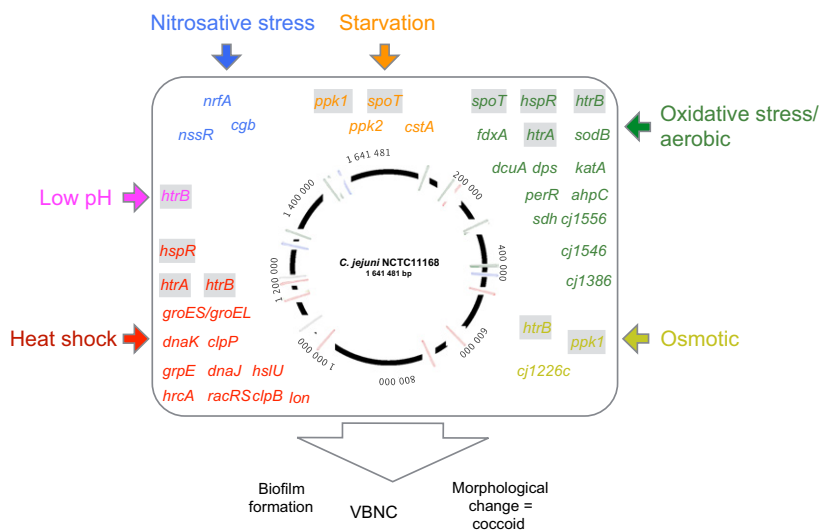 Nitrosative stress
Starvation
nrfA
ppk1 spoT
spoT hspR htrB
nssR cgb
ppk2 cstA
fdxA htrA sodB
Oxidative stress/
aerobic
1 641 481
dcuA dps katA
200 000
1 400 000
Low pH
htrB
perR ahpC
sdh cj1556
hspR
C. jejuni NCTC11168
1 641 481 bp
400 000
cj1546
htrA htrB
1 200 000
cj1386
groES/groEL
Heat shock
dnaK clpP
1 000 000
600 000
htrB
ppk1
Osmotic
grpE dnaJ hslU
800 000
cj1226c
hrcA racRS clpB lon
Biofilm
formation
VBNC
Morphological
change =
coccoid